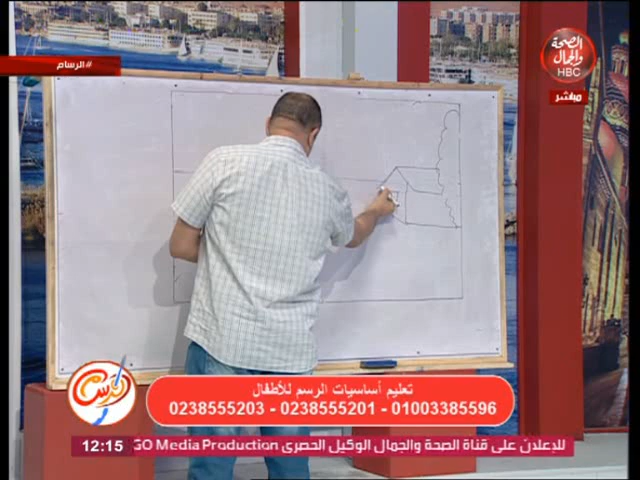 الصحة
والجمال
HBC
مباشر
#الرسام
تعليم أساسيات الرسم للأطفال
0238555203 - 0238555201 - 01003385596
12:15
للإعلان على قناة الصحة والجمال الوكيل الحصرى GO Media Production